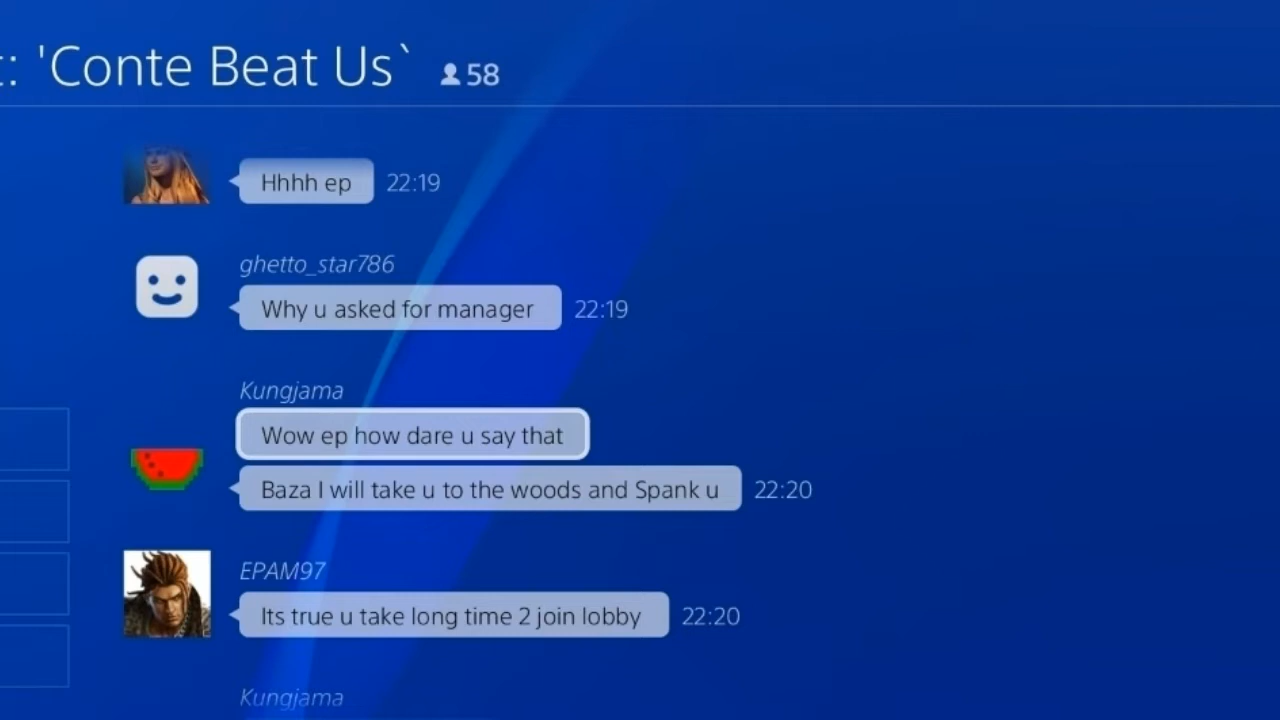 : 'Conte Beat Us` 58
Hhhh ep 22:19
ghetto_star786
Why u asked for manager 22:19
Kungjama
Wow ep how dare u say that
Baza I will take u to the woods and Spank u 22:20
EPAM97
Its true u take long time 2 join lobby 22:20
Kungjama